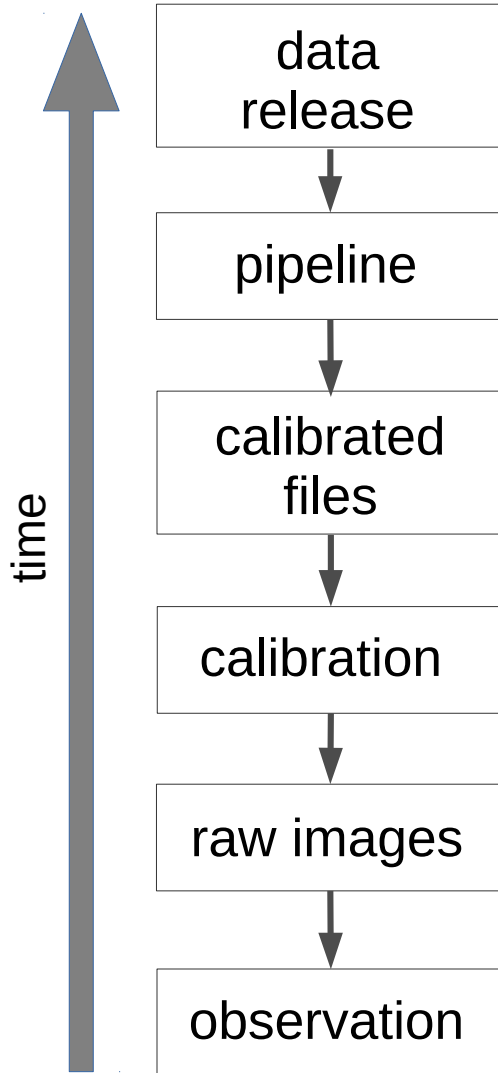 data
release
pipeline
calibrated
files
time
calibration
raw images
observation